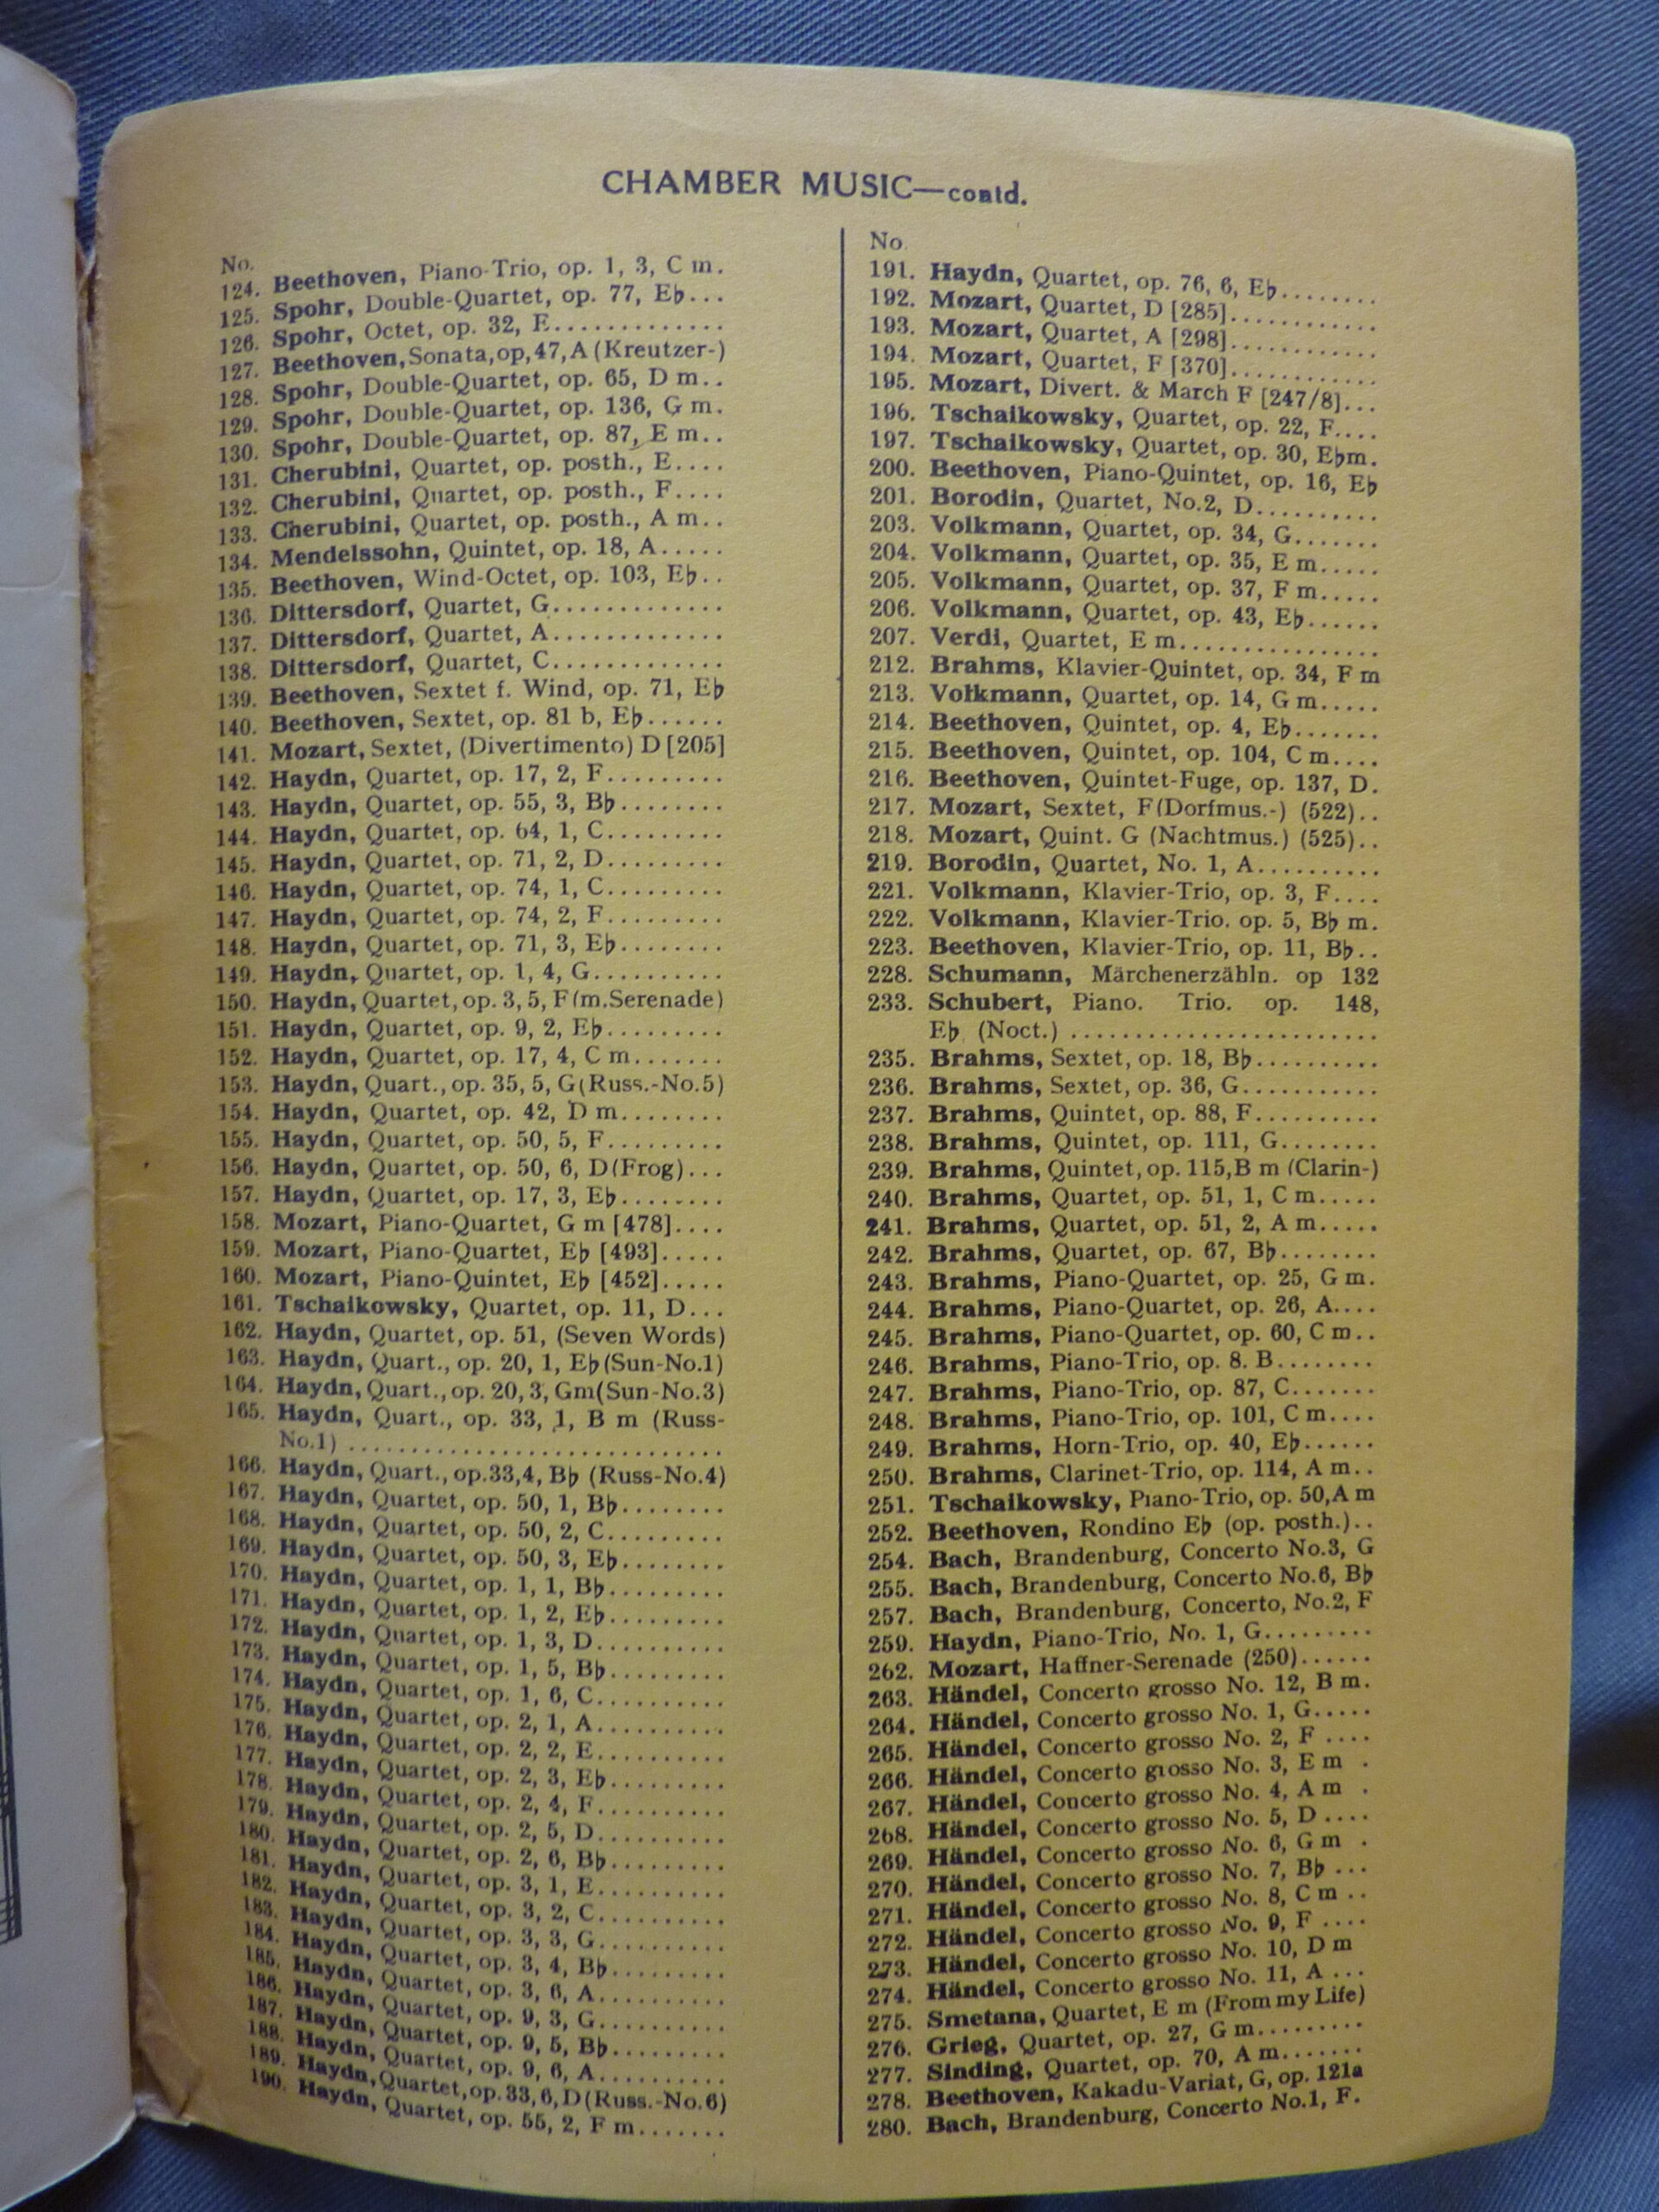 CHAMBER MUSIC—contd.
No.
124. Beethoven, Piano-Trio, op. 1, 3, C m.
125. Spohr, Double-Quartet, op. 77, E♭...
126. Spohr, Octet, op. 32, E.............
127. Beethoven, Sonata, op, 47, A (Kreutzer-)
128. Spohr, Double-Quartet, op. 65, D m..
129. Spohr, Double-Quartet, op. 136, G m.
130. Spohr, Double-Quartet, op. 87, E m..
131. Cherubini, Quartet, op. posth., E....
132. Cherubini, Quartet, op. posth., F....
133. Cherubini, Quartet, op. posth., A m..
134. Mendelssohn, Quintet, op. 18, A.....
135. Beethoven, Wind-Octet, op. 103, E♭..
136. Dittersdorf, Quartet, G.............
137. Dittersdorf, Quartet, A.............
138. Dittersdorf, Quartet, C.............
139. Beethoven, Sextet f. Wind, op. 71, E♭
140. Beethoven, Sextet, op. 81 b, E♭......
141. Mozart, Sextet, (Divertimento) D [205]
142. Haydn, Quartet, op. 17, 2, F.........
143. Haydn, Quartet, op. 55, 3, B♭........
144. Haydn, Quartet, op. 64, 1, C.........
145. Haydn, Quartet, op. 71, 2, D.........
146. Haydn, Quartet, op. 74, 1, C.........
147. Haydn, Quartet, op. 74, 2, F.........
148. Haydn, Quartet, op. 71, 3, E♭........
149. Haydn, Quartet, op. 1, 4, G..........
150. Haydn, Quartet, op. 3, 5, F (m.Serenade)
151. Haydn, Quartet, op. 9, 2, E♭.........
152. Haydn, Quartet, op. 17, 4, C m.......
153. Haydn, Quart., op. 35, 5, G (Russ.-No.5)
154. Haydn, Quartet, op. 42, D m........
155. Haydn, Quartet, op. 50, 5, F.........
156. Haydn, Quartet, op. 50, 6, D (Frog)...
157. Haydn, Quartet, op. 17, 3, E♭........
158. Mozart, Piano-Quartet, G m [478]....
159. Mozart, Piano-Quartet, E♭ [493].....
160. Mozart, Piano-Quintet, E♭ [452].....
161. Tschaikowsky, Quartet, op. 11, D...
162. Haydn, Quartet, op. 51, (Seven Words)
163. Haydn, Quart., op. 20, 1, E♭ (Sun-No.1)
164. Haydn, Quart., op. 20, 3, Gm (Sun-No.3)
165. Haydn, Quart., op. 33, 1, B m (Russ-
No.1) ..............................
166. Haydn, Quart., op.33,4, B♭ (Russ-No.4)
167. Haydn, Quartet, op. 50, 1, B♭........
168. Haydn, Quartet, op. 50, 2, C.........
169. Haydn, Quartet, op. 50, 3, E♭........
170. Haydn, Quartet, op. 1, 1, B♭.........
171. Haydn, Quartet, op. 1, 2, E♭.........
172. Haydn, Quartet, op. 1, 3, D..........
173. Haydn, Quartet, op. 1, 5, B♭.........
174. Haydn, Quartet, op. 1, 6, C..........
175. Haydn, Quartet, op. 2, 1, A..........
176. Haydn, Quartet, op. 2, 2, E..........
177. Haydn, Quartet, op. 2, 3, E♭.........
178. Haydn, Quartet, op. 2, 4, F..........
179. Haydn, Quartet, op. 2, 5, D..........
180. Haydn, Quartet, op. 2, 6, B♭.........
181. Haydn, Quartet, op. 3, 1, E..........
182. Haydn, Quartet, op. 3, 2, C..........
183. Haydn, Quartet, op. 3, 3, G..........
184. Haydn, Quartet, op. 3, 4, B♭.........
185. Haydn, Quartet, op. 3, 6, A..........
186. Haydn, Quartet, op. 9, 3, G..........
187. Haydn, Quartet, op. 9, 5, B♭.........
188. Haydn, Quartet, op. 9, 6, A..........
189. Haydn, Quartet, op. 33, 6, D (Russ.-No.6)
190. Haydn, Quartet, op. 55, 2, F m.......
No.
191. Haydn, Quartet, op. 76, 6, E♭........
192. Mozart, Quartet, D [285]............
193. Mozart, Quartet, A [298]............
194. Mozart, Quartet, F [370]............
195. Mozart, Divert. & March F [247/8]...
196. Tschaikowsky, Quartet, op. 22, F....
197. Tschaikowsky, Quartet, op. 30, E♭m.
200. Beethoven, Piano-Quintet, op. 16, E♭
201. Borodin, Quartet, No.2, D..........
203. Volkmann, Quartet, op. 34, G.......
204. Volkmann, Quartet, op. 35, E m.....
205. Volkmann, Quartet, op. 37, F m.....
206. Volkmann, Quartet, op. 43, E♭......
207. Verdi, Quartet, E m................
212. Brahms, Klavier-Quintet, op. 34, F m
213. Volkmann, Quartet, op. 14, G m.....
214. Beethoven, Quintet, op. 4, E♭.......
215. Beethoven, Quintet, op. 104, C m....
216. Beethoven, Quintet-Fuge, op. 137, D.
217. Mozart, Sextet, F (Dorfmus.-) (522)..
218. Mozart, Quint. G (Nachtmus.) (525)..
219. Borodin, Quartet, No. 1, A..........
221. Volkmann, Klavier-Trio, op. 3, F....
222. Volkmann, Klavier-Trio. op. 5, B♭ m.
223. Beethoven, Klavier-Trio, op. 11, B♭..
228. Schumann, Märchenerzähln. op 132
233. Schubert, Piano. Trio. op. 148,
E♭ (Noct.) .........................
235. Brahms, Sextet, op. 18, B♭..........
236. Brahms, Sextet, op. 36, G...........
237. Brahms, Quintet, op. 88, F..........
238. Brahms, Quintet, op. 111, G........
239. Brahms, Quintet, op. 115, B m (Clarin-)
240. Brahms, Quartet, op. 51, 1, C m.....
241. Brahms, Quartet, op. 51, 2, A m.....
242. Brahms, Quartet, op. 67, B♭........
243. Brahms, Piano-Quartet, op. 25, G m.
244. Brahms, Piano-Quartet, op. 26, A....
245. Brahms, Piano-Quartet, op. 60, C m..
246. Brahms, Piano-Trio, op. 8. B........
247. Brahms, Piano-Trio, op. 87, C.......
248. Brahms, Piano-Trio, op. 101, C m....
249. Brahms, Horn-Trio, op. 40, E♭......
250. Brahms, Clarinet-Trio, op. 114, A m..
251. Tschaikowsky, Piano-Trio, op. 50, A m
252. Beethoven, Rondino E♭ (op. posth.)..
254. Bach, Brandenburg, Concerto No.3, G
255. Bach, Brandenburg, Concerto No.6, B♭
257. Bach, Brandenburg, Concerto, No.2, F
259. Haydn, Piano-Trio, No. 1, G.........
262. Mozart, Haffner-Serenade (250)......
263. Händel, Concerto grosso No. 12, B m.
264. Händel, Concerto grosso No. 1, G.....
265. Händel, Concerto grosso No. 2, F ....
266. Händel, Concerto grosso No. 3, E m .
267. Händel, Concerto grosso No. 4, A m .
268. Händel, Concerto grosso No. 5, D ....
269. Händel, Concerto grosso No. 6, G m .
270. Händel, Concerto grosso No. 7, B♭ ...
271. Händel, Concerto grosso No. 8, C m ..
272. Händel, Concerto grosso No. 9, F ....
273. Händel, Concerto grosso No. 10, D m
274. Händel, Concerto grosso No. 11, A ...
275. Smetana, Quartet, E m (From my Life)
276. Grieg, Quartet, op. 27, G m.........
277. Sinding, Quartet, op. 70, A m.......
278. Beethoven, Kakadu-Variat, G, op. 121a
280. Bach, Brandenburg, Concerto No.1, F.